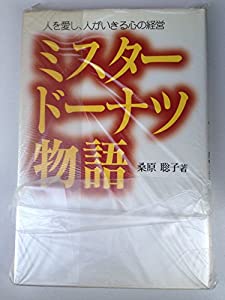 人を愛し、人がいきる心の経営
ミスター
ドーナツ
物語
桑原 聡子著